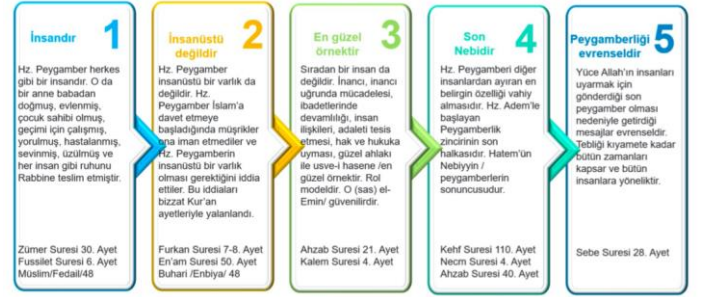 İnsandır 1
Hz. Peygamber herkes
gibi bir insandır. O da
bir anne babadan
doğmuş, evlenmiş,
çocuk sahibi olmuş,
geçimi için çalışmış,
yorulmuş, hastalanmış,
sevinmiş, üzülmüş ve
her insan gibi ruhunu
Rabbine teslim etmiştir.
Zümer Suresi 30. Ayet
Fussilet Suresi 6. Ayet
Müslim/Fedail/48
İnsanüstü 2
değildir
Hz. Peygamber
insanüstü bir varlık da
değildir. Hz.
Peygamber İslam'a
davet etmeye
başladığında müşrikler
ona iman etmediler ve
Hz. Peygamberin
insanüstü bir varlık
olması gerektiğini iddia
ettiler. Bu iddiaları
bizzat Kur'an
ayetleriyle yalanlandı.
Furkan Suresi 7-8. Ayet
En'am Suresi 50. Ayet
Buhari /Enbiya/ 48
En güzel 3
örnektir
Sıradan bir insan da
değildir. İnancı, inancı
uğrunda mücadelesi,
ibadetlerinde
devamlılığı, insan
ilişkileri, adaleti tesis
etmesi, hak ve hukuka
uyması, güzel ahlakı
ile usve-i hasene /en
güzel örnektir. Rol
modeldir. O (sas) el-
Emin/ güvenilirdir.
Ahzab Suresi 21. Ayet
Kalem Suresi 4. Ayet
Son 4
Nebidir
Hz. Peygamberi diğer
insanlardan ayıran en
belirgin özelliği vahiy
almasıdır. Hz. Adem'le
başlayan
Peygamberlik
zincirinin son
halkasıdır. Hatem'ün
Nebiyyin /
peygamberlerin
sonuncusudur.
Kehf Suresi 110. Ayet
Necm Suresi 4. Ayet
Ahzab Suresi 40. Ayet
Peygamberliği 5
evrenseldir
Yüce Allah'ın insanları
uyarmak için
gönderdiği son
peygamber olması
nedeniyle getirdiği
mesajlar evrenseldir.
Tebliği kıyamete kadar
bütün zamanları
kapsar ve bütün
insanlara yöneliktir.
Sebe Suresi 28. Ayet